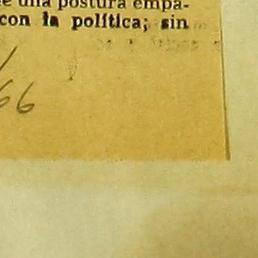 e una postura empa-
con la política; sin
66